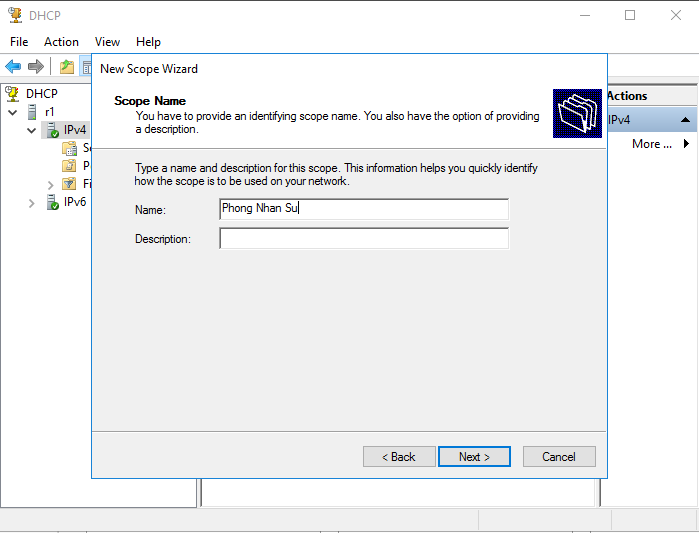 DHCP
File Action View Help
DHCP
r1
IPv4
IPv6
New Scope Wizard
Scope Name
You have to provide an identifying scope name. You also have the option of providing
a description.
Type a name and description for this scope. This information helps you quickly identify
how the scope is to be used on your network.
Name: Phong Nhan Su
Description:
< Back Next > Cancel
Actions
IPv4
More ...